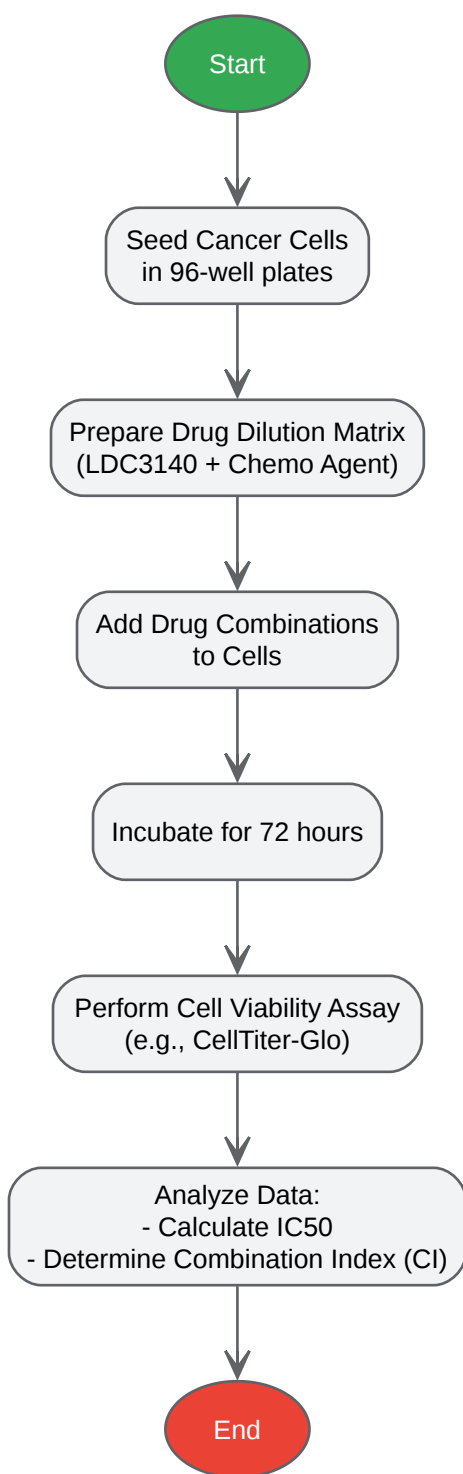 Start
Seed Cancer Cells
in 96-well plates
Prepare Drug Dilution Matrix
(LDC3140 + Chemo Agent)
Add Drug Combinations
to Cells
Incubate for 72 hours
Perform Cell Viability Assay
(e.g., CellTiter-Glo)
Analyze Data:
- Calculate IC50
- Determine Combination Index (CI)
End